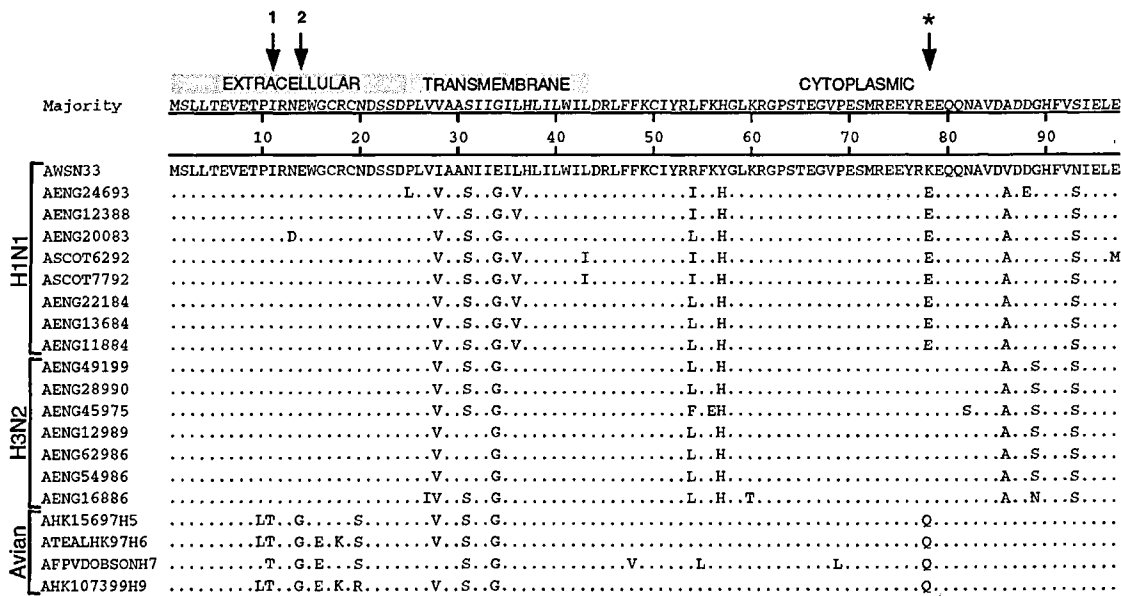 1 2 *
EXTRACELLULAR TRANSMEMBRANE CYTOPLASMIC
Majority MSLLTEVETPIRNEWGCRCNDSSDPLVVAASIIGILHLILWILDRLFFKCIYRLFKHGLKRGPSTEGVPESMREEYREEQQNAVDADDGHFVSIELE
10 20 30 40 50 60 70 80 90
H1N1
AWSN33 MSLLTEVETPIRNEWGCRCNDSSDPLVIAANIIEILHLILWILDRLFFKCIYRRFKYGLKRGPSTEGVPESMREEYRKEQQNAVDVDDGHFVNIELE
AENG24693 ........................L..V..S..G.V.................I..H....................E.......A.E....S....
AENG12388 ...........................V..S..G.V.................I..H....................E.......A......S....
AENG20083 ............D..............V..S..G...................L..H....................E.......A......S....
ASCOT6292 ...........................V..S..G.V......I..........I..H....................E.......A......S...M
ASCOT7792 ...........................V..S..G.V......I..........I..H....................E.......A......S....
AENG22184 ...........................V..S..G.V.................L..H....................E.......A......S....
AENG13684 ...........................V..S..G.V.................L..H....................E.......A......S....
AENG11884 ...........................V..S..G.V.................L..H....................E.......A......S....
H3N2
AENG49199 ...........................V..S..G...................L..H............................A..S...S....
AENG28990 ...........................V..S..G...................L..H............................A..S...S....
AENG45975 ...........................V..S..G...................F.EH........................S...A..S...S....
AENG12989 ...........................V.....G...................L..H............................A..S...S....
AENG62986 ...........................V.....G...................L..H............................A..S...S....
AENG54986 ...........................V..S..G...................L..H............................A..S...S....
AENG16886 ..........................IV..S..G...................L..H..T.........................A..N...S....
Avian
AHK15697H5 .........LT..G.....S.......V..S..G...........................................Q...................
ATEALHK97H6 .........LT..G.E.K.S.......V..S..G...........................................Q...................
AFPVDOBSONH7 ..........T..G.E...S..........S..G.............V......L.............L........Q...................
AHK107399H9 .........LT..G.E.K.R.......V..S..G...........................................Q...................